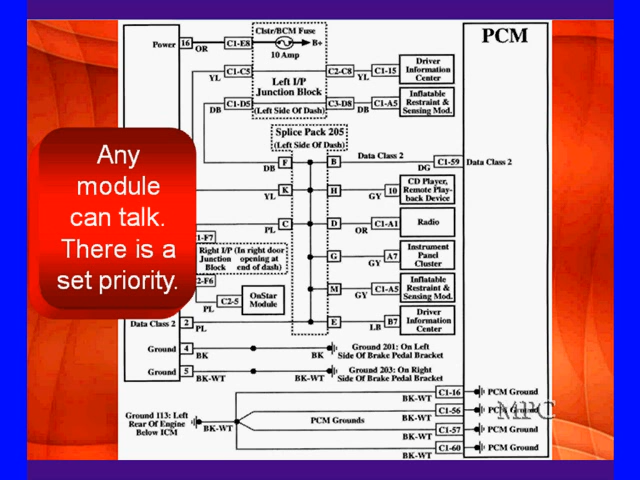 PCM
Clstr/BCM Fuse
Power 16 OR C1-E8 B+
10 Amp
YL C1-C5 C2-C8 YL C1-15 Driver
Information
Center
Left I/P
Junction Block
(Left Side Of Dash)
DB C1-D5 C3-D8 DB C1-A5 Inflatable
Restraint &
Sensing Mod.
Splice Pack 205
(Left Side Of Dash)
F DB B Data Class 2 DG C1-59 Data Class 2
K YL H GY 10 CD Player,
Remote Play-
back Device
C PL D OR C1-A1 Radio
Any
module
can talk.
There is a
set priority.
1-F7
Right I/P (In right door
Junction opening at
Block end of dash)
G GY A7 Instrument
Panel
Cluster
2-F6
PL C2-5 OnStar
Module
M GY C1-A5 Inflatable
Restraint &
Sensing Mod.
Data Class 2 2 PL E LB B7 Driver
Information
Center
Ground 4 BK BK Ground 201: On Left
Side Of Brake Pedal Bracket
Ground 5 BK-WT BK-WT Ground 203: On Right
Side Of Brake Pedal Bracket
BK-WT C1-16 PCM Ground
Ground 113: Left
Rear Of Engine
Below ICM
BK-WT PCM Grounds BK-WT C1-56 PCM Ground
MPC
BK-WT C1-57 PCM Ground
BK-WT C1-60 PCM Ground